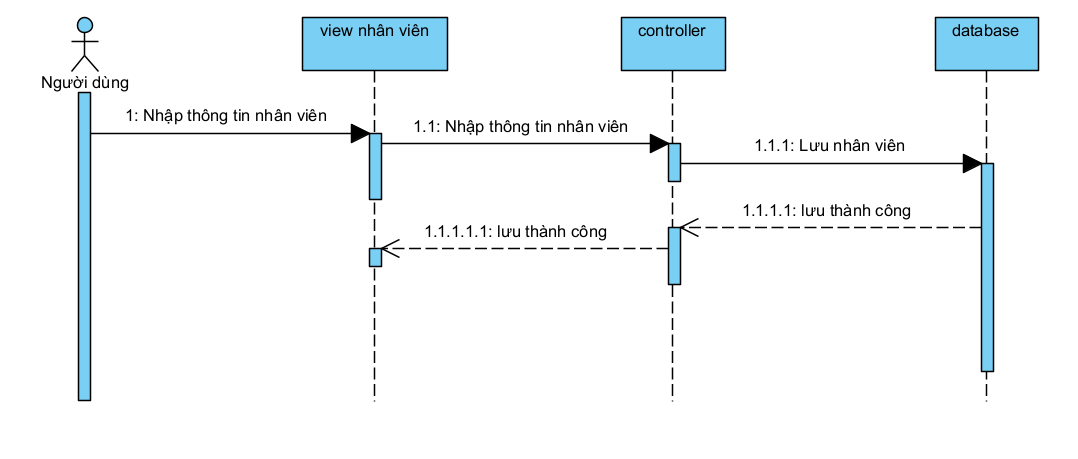 view nhân viên
controller
database
Người dùng
1: Nhập thông tin nhân viên
1.1: Nhập thông tin nhân viên
1.1.1: Lưu nhân viên
1.1.1.1: lưu thành công
1.1.1.1.1: lưu thành công